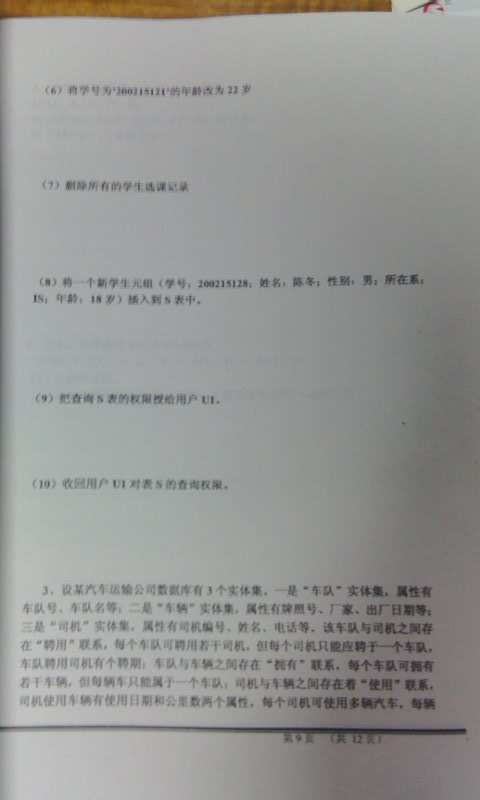 （6）将学号为'200215121'的年龄改为 22 岁
（7）删除所有的学生选课记录
（8）将一个新学生元组（学号：200215128；姓名：陈冬；性别：男；所在系：
IS；年龄：18 岁）插入到 S 表中。
（9）把查询 S 表的权限授给用户 U1。
（10）收回用户 U1 对表 S 的查询权限。
3、设某汽车运输公司数据库有 3 个实体集。一是“车队”实体集，属性有
车队号、车队名等；二是“车辆”实体集，属性有牌照号、厂家、出厂日期等；
三是“司机”实体集，属性有司机编号、姓名、电话等。该车队与司机之间存
在“聘用”联系，每个车队可聘用若干司机，但每个司机只能应聘于一个车队，
车队聘用司机有个聘期；车队与车辆之间存在“拥有”联系，每个车队可拥有
若干车辆，但每辆车只能属于一个车队；司机与车辆之间存在着“使用”联系，
司机使用车辆有使用日期和公里数两个属性，每个司机可使用多辆汽车，每辆
第 9 页 （共 12 页）